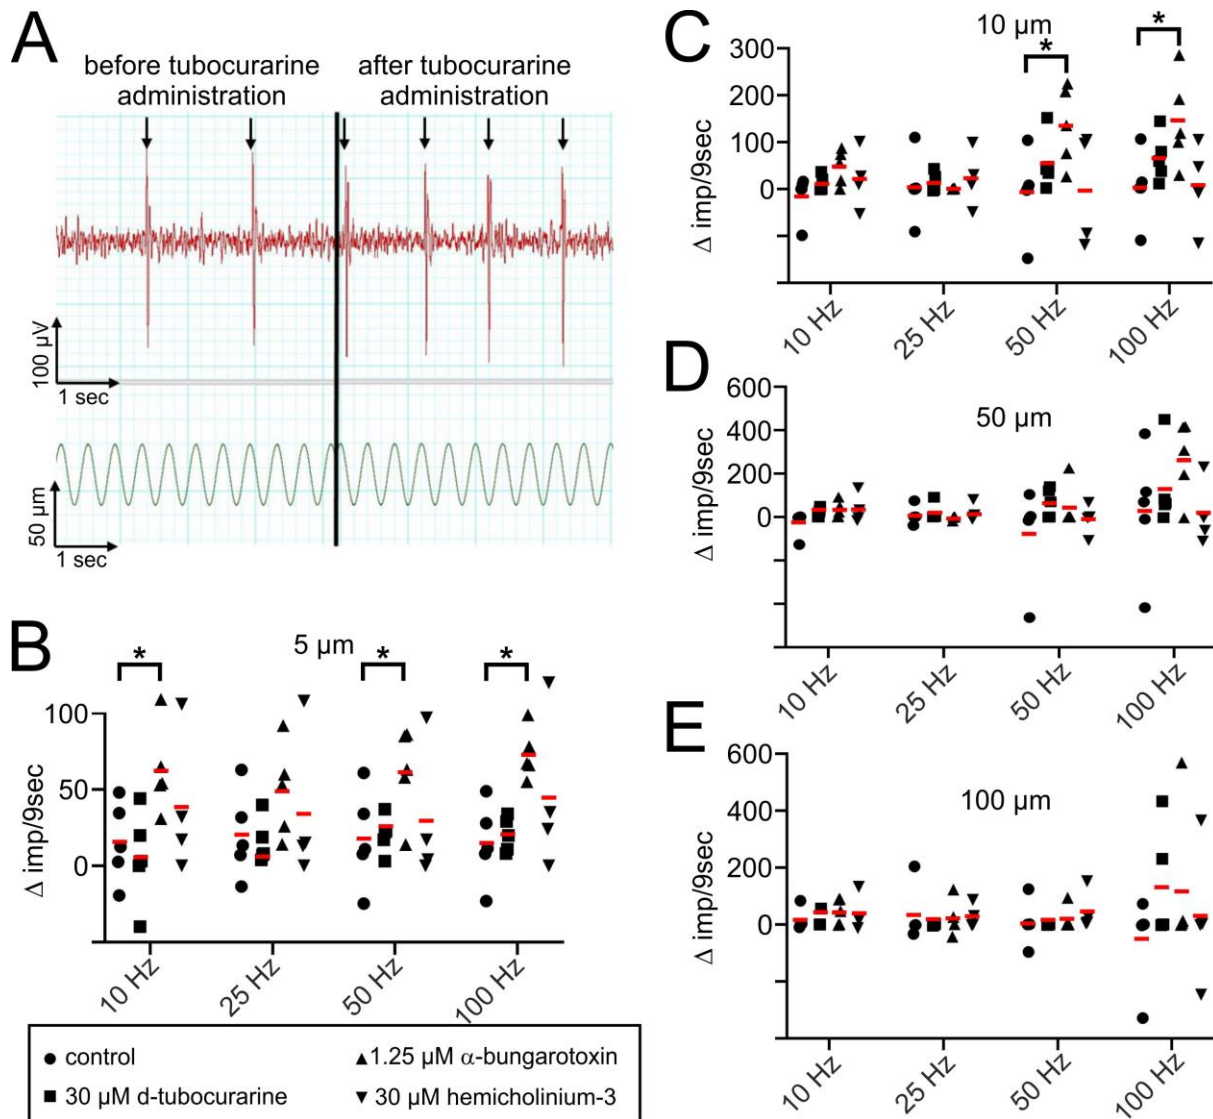 A
before tubocurarine
administration
after tubocurarine
administration
100 µV
1 sec
50 µm
1 sec
B
5 µm
*
*
*
Δ imp/9sec
100
50
0
10 Hz
25 Hz
50 Hz
100 Hz
control
30 µM d-tubocurarine
1.25 µM α-bungarotoxin
30 µM hemicholinium-3
C
10 µm
*
*
Δ imp/9sec
300
200
100
0
10 Hz
25 Hz
50 Hz
100 Hz
D
50 µm
Δ imp/9sec
600
400
200
0
10 Hz
25 Hz
50 Hz
100 Hz
E
100 µm
Δ imp/9sec
600
400
200
0
10 Hz
25 Hz
50 Hz
100 Hz